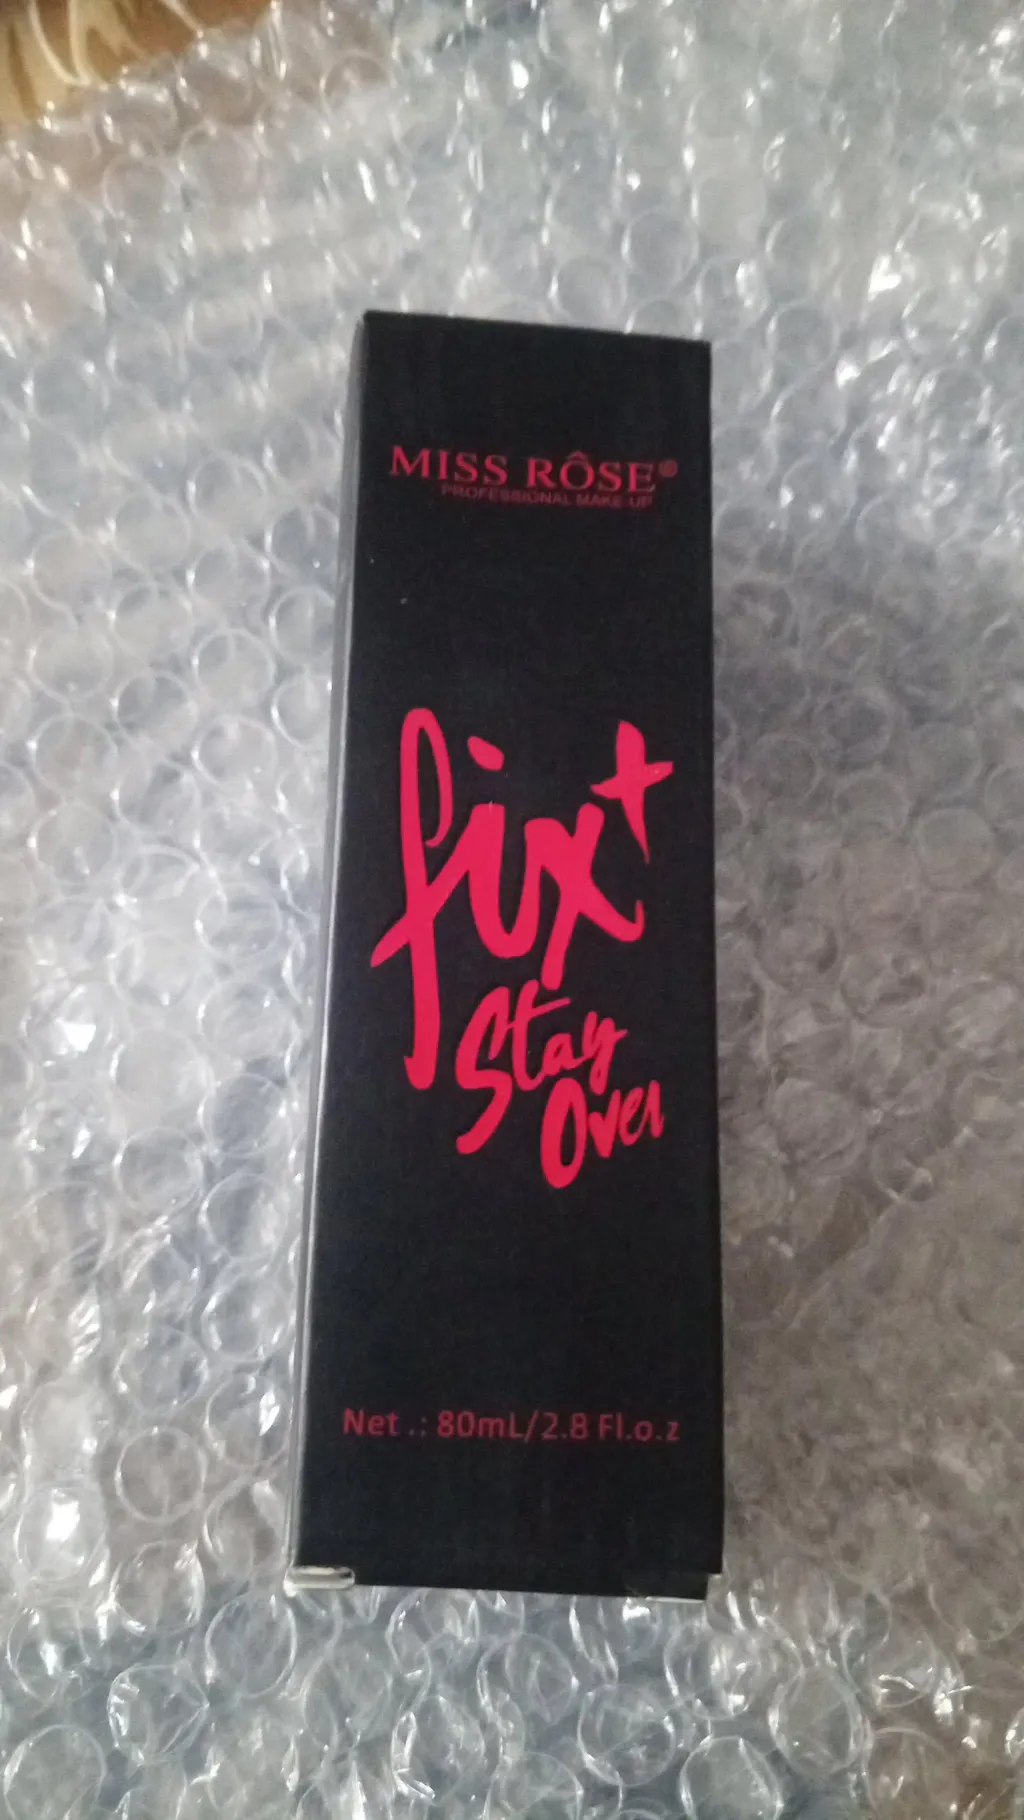 MISS RÔSE®
PROFESSIONAL MAKE-UP
fix+
Stay
Over
Net .: 80mL/2.8 Fl.o.z